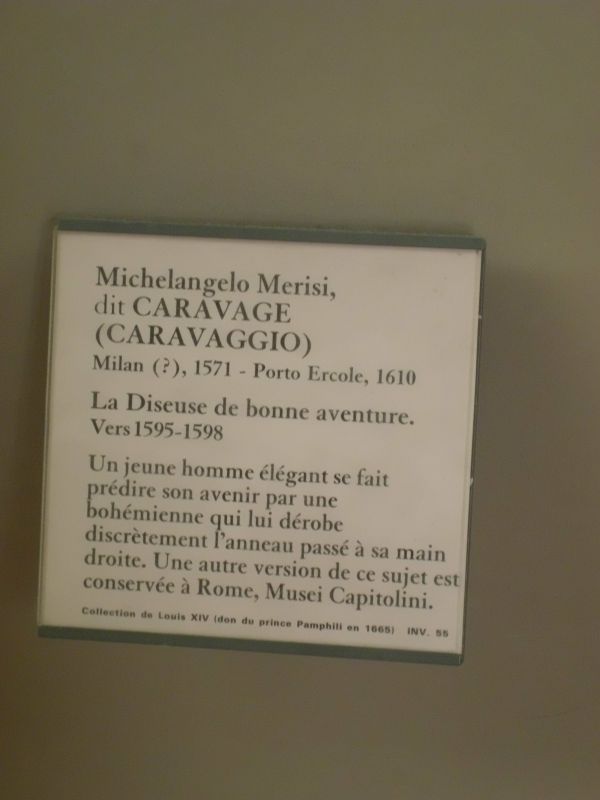 Michelangelo Merisi,
dit CARAVAGE
(CARAVAGGIO)
Milan (?), 1571 - Porto Ercole, 1610
La Diseuse de bonne aventure.
Vers 1595-1598
Un jeune homme élégant se fait
prédire son avenir par une
bohémienne qui lui dérobe
discrètement l'anneau passé à sa main
droite. Une autre version de ce sujet est
conservée à Rome, Musei Capitolini.
Collection de Louis XIV (don du prince Pamphili en 1665) INV. 55